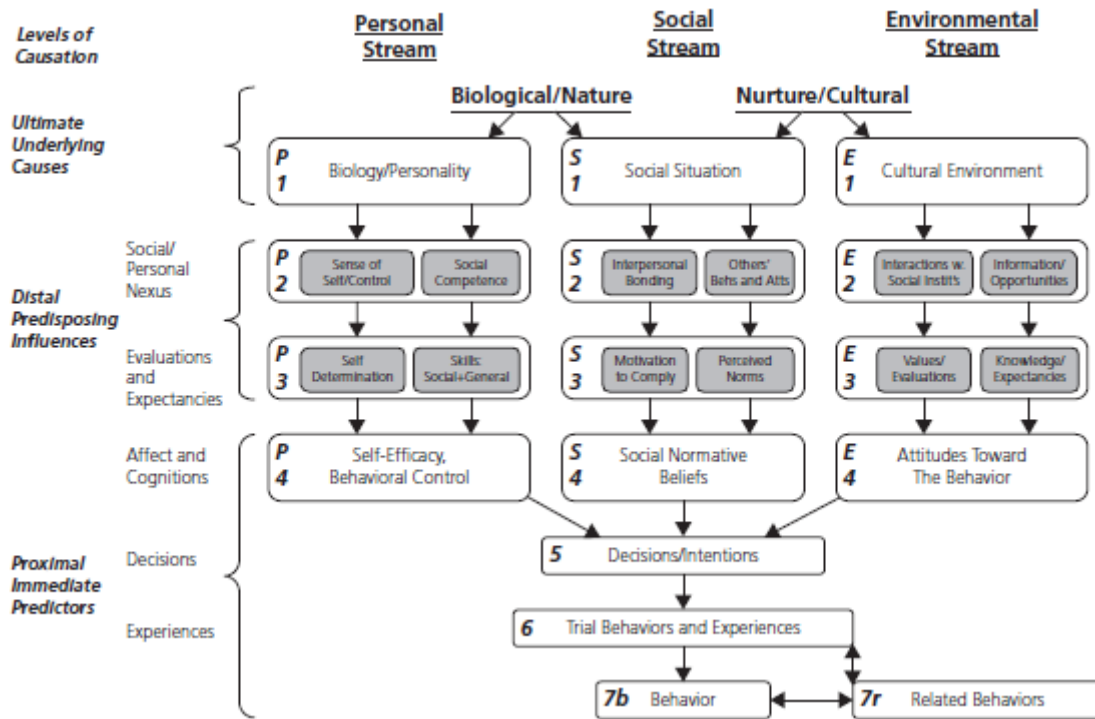 Levels of
Causation
Personal
Stream
Social
Stream
Environmental
Stream
Biological/Nature
Nurture/Cultural
Ultimate
Underlying
Causes
P
1
Biology/Personality
S
1
Social Situation
E
1
Cultural Environment
Distal
Predisposing
Influences
Social/
Personal
Nexus
P
2
Sense of
Self/Control
Social
Competence
S
2
Interpersonal
Bonding
Others'
Behs and Atts
E
2
Interactions w.
Social Instit's
Information/
Opportunities
Evaluations
and
Expectancies
P
3
Self
Determination
Skills:
Social+General
S
3
Motivation
to Comply
Perceived
Norms
E
3
Values/
Evaluations
Knowledge/
Expectancies
Affect and
Cognitions
P
4
Self-Efficacy,
Behavioral Control
S
4
Social Normative
Beliefs
E
4
Attitudes Toward
The Behavior
Proximal
Immediate
Predictors
Decisions
5 Decisions/Intentions
Experiences
6 Trial Behaviors and Experiences
7b Behavior
7r Related Behaviors